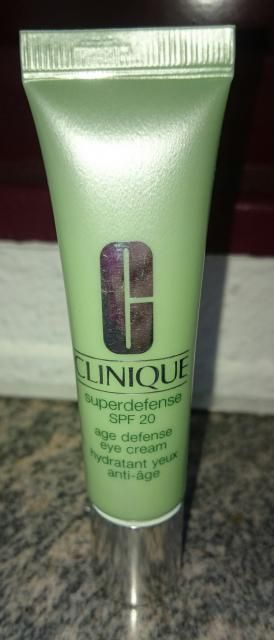 C
CLINIQUE
superdefense
SPF 20
age defense
eye cream
hydratant yeux
anti-âge